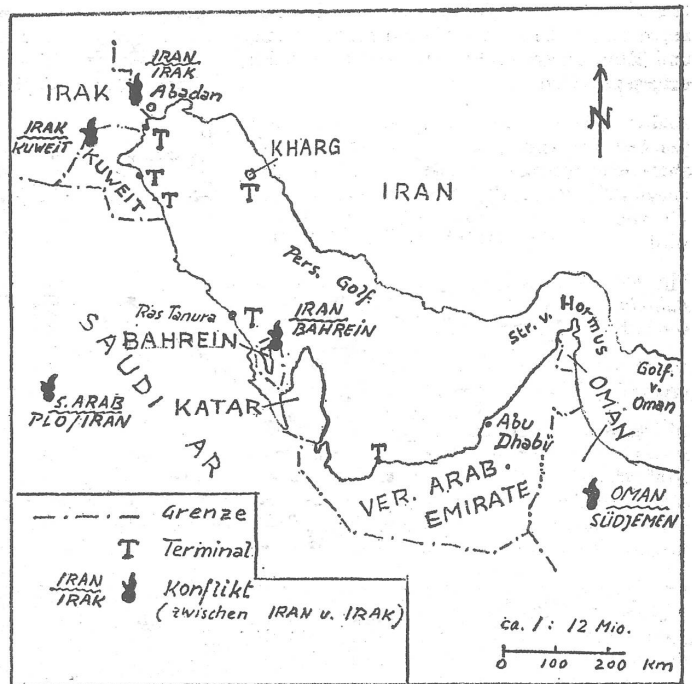 IRAN
IRAK
Abadan
IRAK
IRAK
KUWEIT
KUWEIT
T
T
T
KHARG
T
IRAN
N
Pers. Golf.
Ras Tanura
T
IRAN
BAHREIN
BAHREIN
SAUDI AR
S. ARAB
PLO/IRAN
KATAR
Str. v. Hormus
Golf.
v.
Oman
OMAN
Abu
Dhabi
T
VER. ARAB.
EMIRATE
OMAN
SÜDJEMEN
Grenze
T Terminal
IRAN
IRAK
Konflikt
(zwischen IRAN u. IRAK)
ca. 1 : 12 Mio.
0 100 200 km